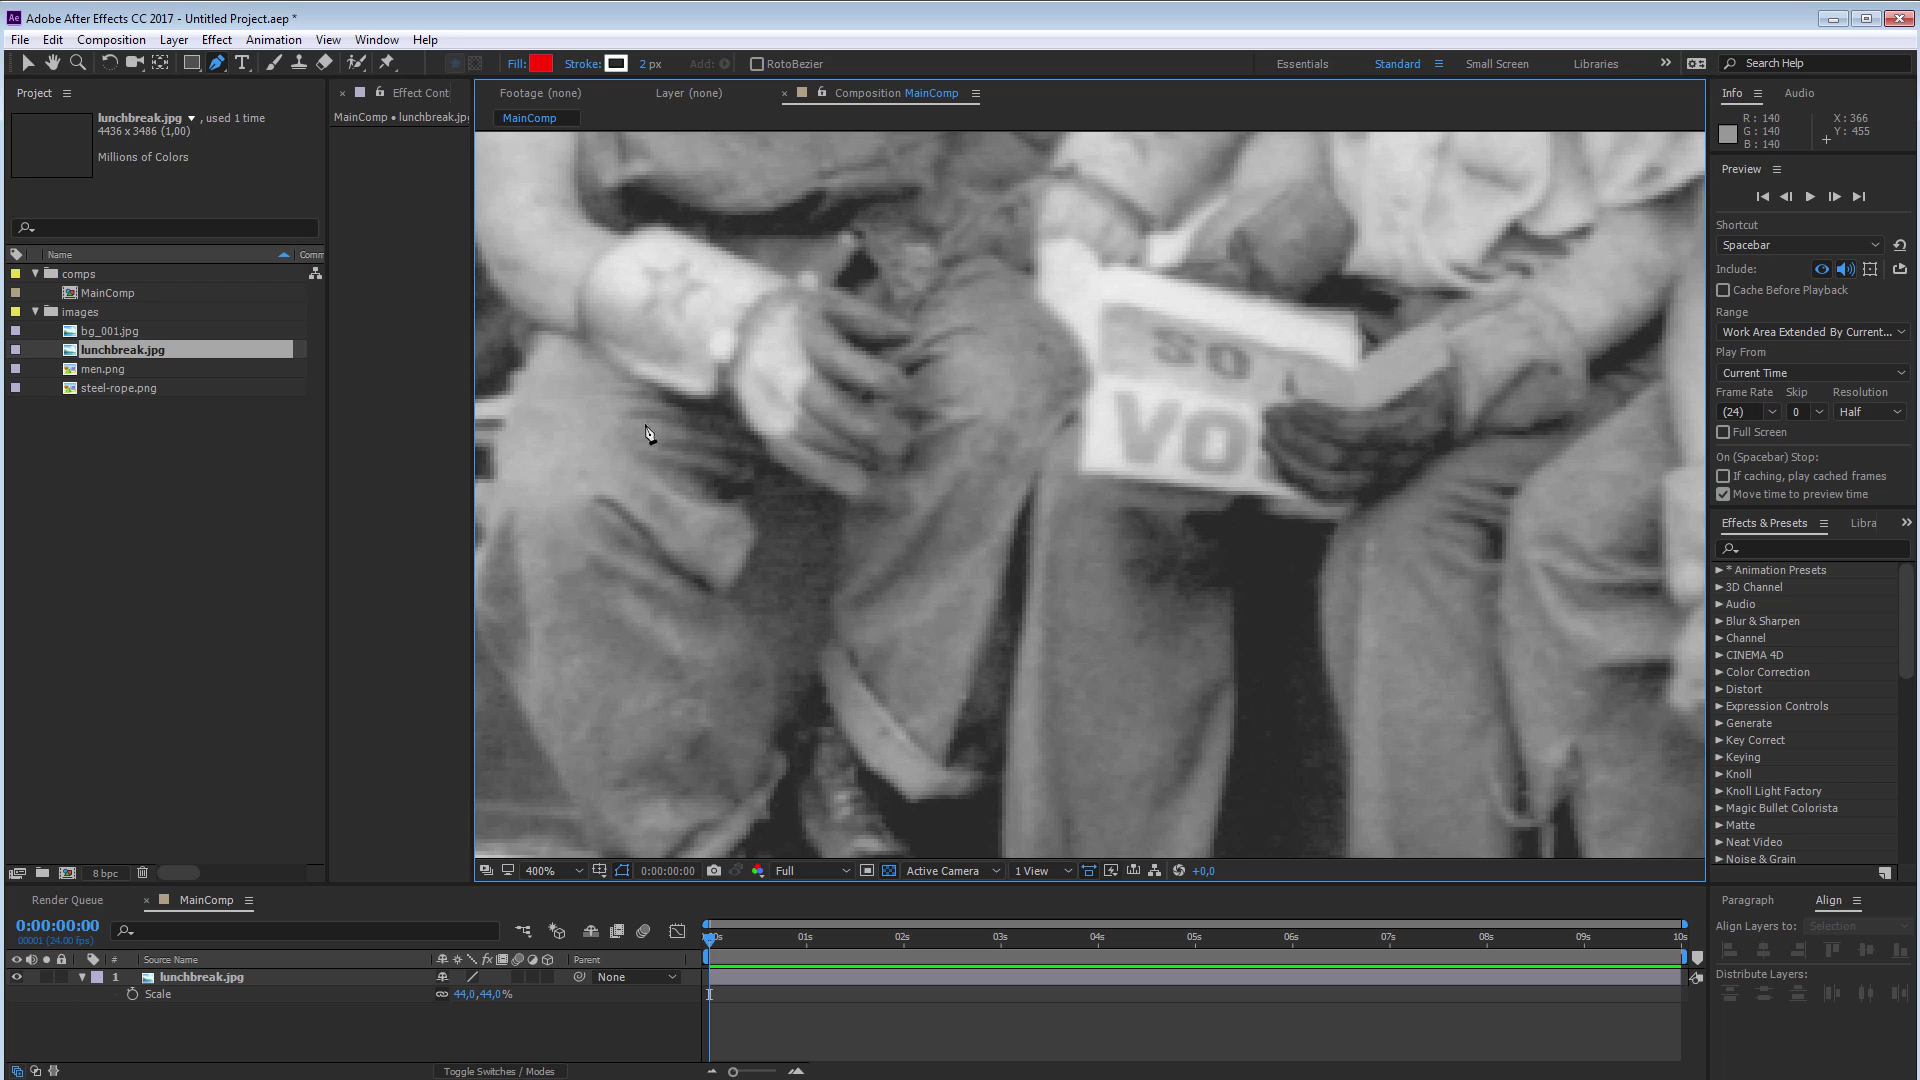 Adobe After Effects CC 2017 - Untitled Project.aep *
File Edit Composition Layer Effect Animation View Window Help
Fill: Stroke: 2 px Add: RotoBezier Essentials Standard Small Screen Libraries Search Help
Project
Effect Cont
Footage (none) Layer (none) Composition MainComp
Info Audio
lunchbreak.jpg , used 1 time
4436 x 3486 (1,00)
Millions of Colors
MainComp • lunchbreak.jp
MainComp
R : 140 X : 366
G : 140 Y : 455
B : 140
Preview
Shortcut
Spacebar
Include:
Cache Before Playback
Range
Work Area Extended By Current...
Play From
Current Time
Frame Rate Skip Resolution
(24) 0 Half
Full Screen
On (Spacebar) Stop:
If caching, play cached frames
Move time to preview time
Name Comm
comps
MainComp
images
bg_001.jpg
lunchbreak.jpg
men.png
steel-rope.png
SO
VO
Effects & Presets Libra
* Animation Presets
3D Channel
Audio
Blur & Sharpen
Channel
CINEMA 4D
Color Correction
Distort
Expression Controls
Generate
Key Correct
Keying
Knoll
Knoll Light Factory
Magic Bullet Colorista
Matte
Neat Video
Noise & Grain
8 bpc
400% 0:00:00:00 Full Active Camera 1 View +0,0
Render Queue MainComp
Paragraph Align
0:00:00:00
00001 (24.00 fps)
Align Layers to: Selection
Distribute Layers:
:00s 01s 02s 03s 04s 05s 06s 07s 08s 09s 10s
# Source Name Parent
1 lunchbreak.jpg None
Scale 44,0,44,0%
Toggle Switches / Modes